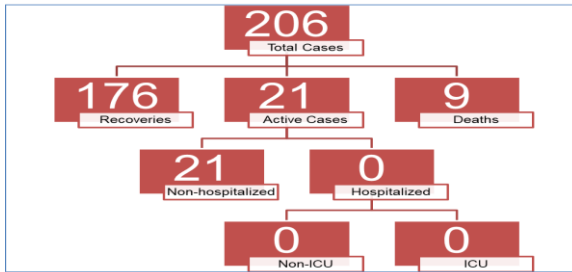 206
Total Cases
176
Recoveries
21
Active Cases
9
Deaths
21
Non-hospitalized
0
Hospitalized
0
Non-ICU
0
ICU